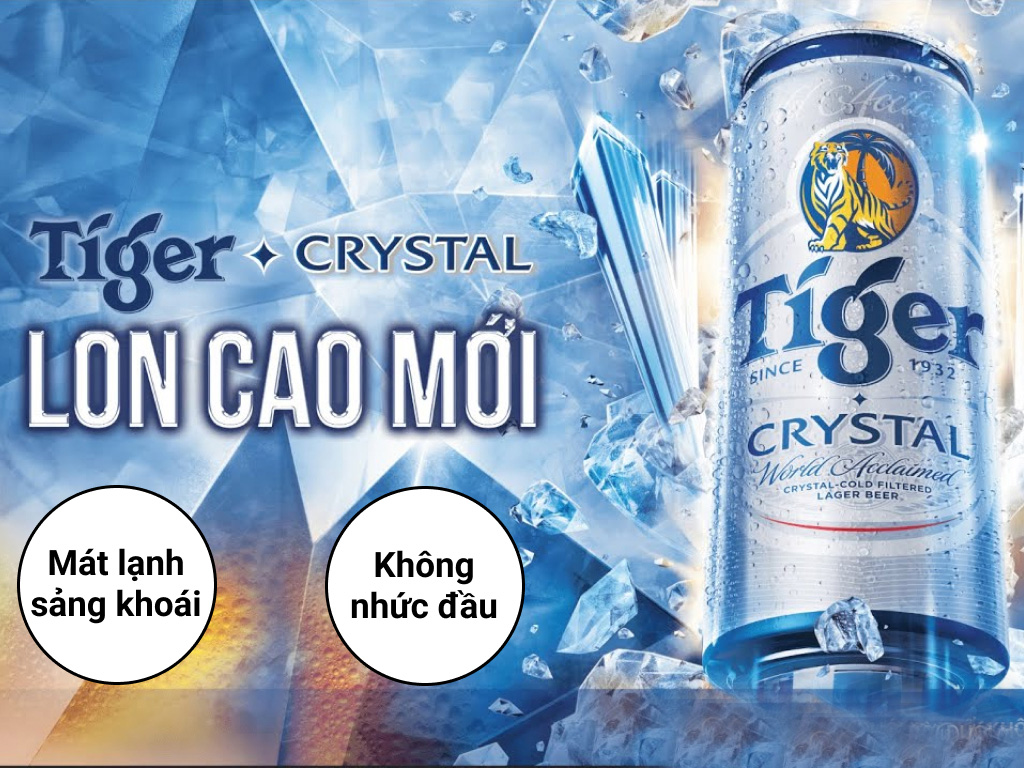 Tiger CRYSTAL
LON CAO MỚI
Mát lạnh
sảng khoái
Không
nhức đầu
Tiger
SINCE 1932
CRYSTAL
World Acclaimed
CRYSTAL-COLD FILTERED
LAGER BEER